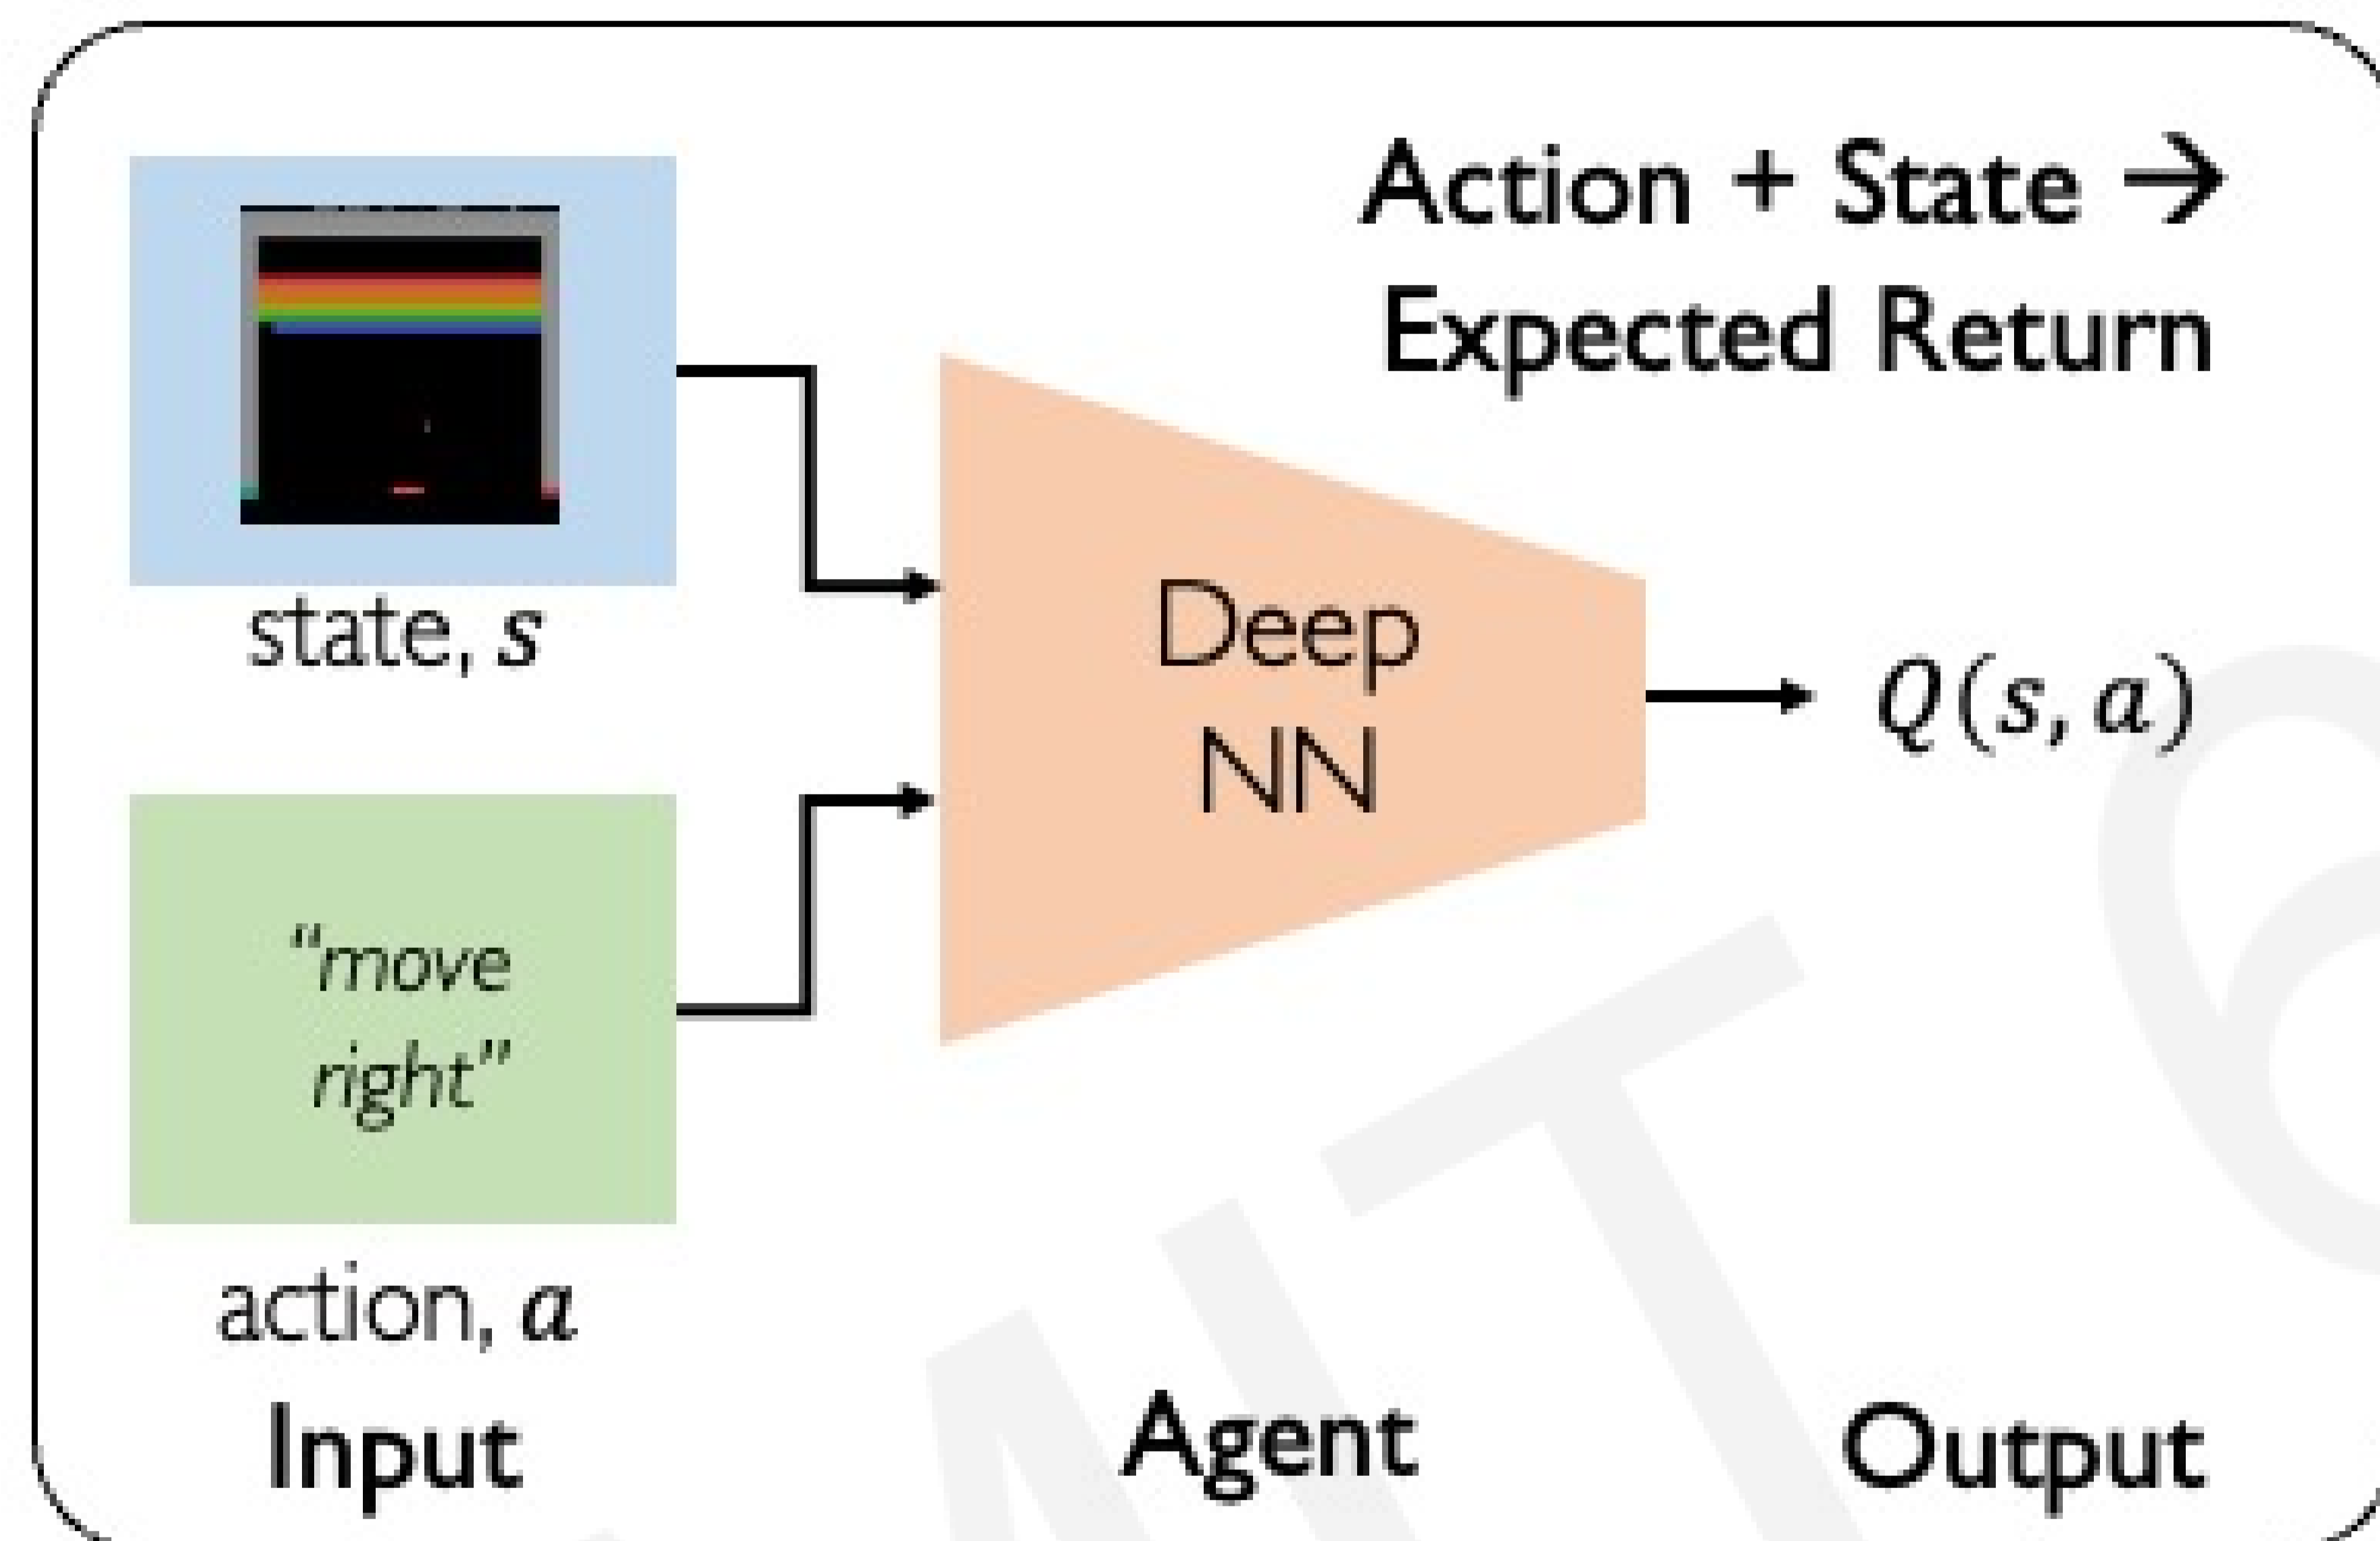 Action + State →
Expected Return
state, s
Deep
NN
Q(s, a)
“move
right”
action, a
Input
Agent
Output